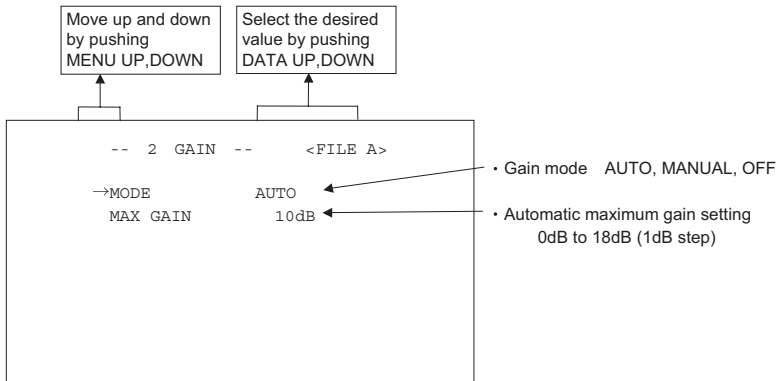 Move up and down
by pushing
MENU UP,DOWN
Select the desired
value by pushing
DATA UP,DOWN
-- 2 GAIN -- <FILE A>
→MODE AUTO
MAX GAIN 10dB
・Gain mode AUTO, MANUAL, OFF
・Automatic maximum gain setting
0dB to 18dB (1dB step)